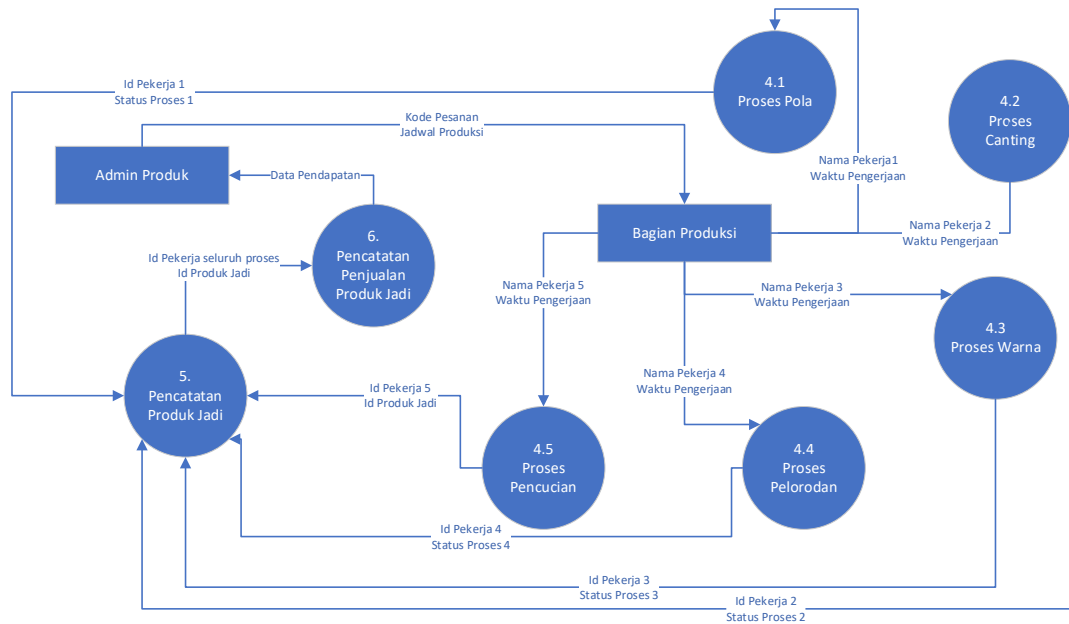 4.1
Proses Pola
4.2
Proses
Canting
Id Pekerja 1
Status Proses 1
Kode Pesanan
Jadwal Produksi
Admin Produk
Data Pendapatan
Nama Pekerja1
Waktu Pengerjaan
Bagian Produksi
Nama Pekerja 2
Waktu Pengerjaan
6.
Pencatatan
Penjualan
Produk Jadi
Id Pekerja seluruh proses
Id Produk Jadi
Nama Pekerja 5
Waktu Pengerjaan
Nama Pekerja 3
Waktu Pengerjaan
4.3
Proses Warna
5.
Pencatatan
Produk Jadi
Id Pekerja 5
Id Produk Jadi
Nama Pekerja 4
Waktu Pengerjaan
4.5
Proses
Pencucian
4.4
Proses
Pelorodan
Id Pekerja 4
Status Proses 4
Id Pekerja 3
Status Proses 3
Id Pekerja 2
Status Proses 2